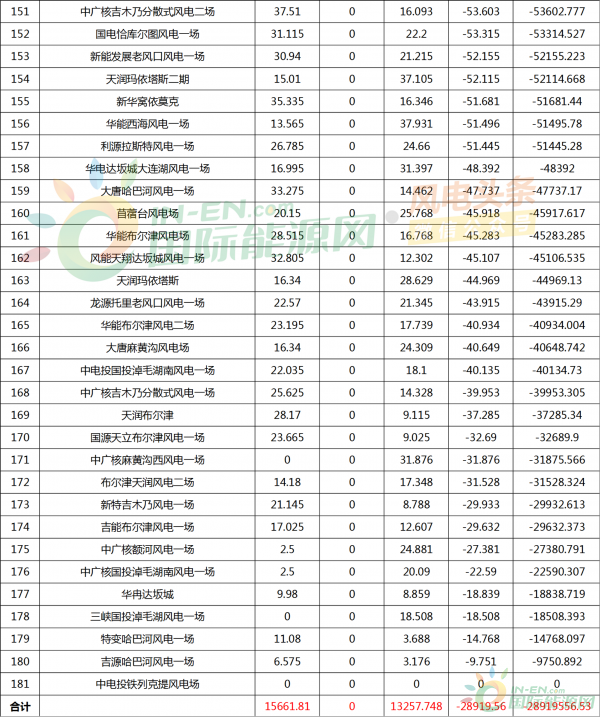 151 中广核吉木乃分散式风电二场 37.51 0 16.093 -53.603 -53602.777
152 国电恰库尔图风电一场 31.115 0 22.2 -53.315 -53314.527
153 新能发展老风口风电一场 30.94 0 21.215 -52.155 -52155.223
154 天润玛依塔斯二期 15.01 0 37.105 -52.115 -52114.668
155 新华窝依莫克 35.335 0 16.346 -51.681 -51681.44
156 华能西海风电一场 13.565 0 37.931 -51.496 -51495.78
157 利源拉斯特风电一场 26.785 0 24.66 -51.445 -51445.28
158 华电达坂城大连湖风电一场 16.995 0 31.397 -48.392 -48392
159 大唐哈巴河风电一场 33.275 0 14.462 -47.737 -47737.17
160 苜蓿台风电场 20.15 0 25.768 -45.918 -45917.617
161 华能布尔津风电场 28.515 0 16.768 -45.283 -45283.285
162 风能天翔达坂城风电一场 32.805 0 12.302 -45.107 -45106.535
163 天润玛依塔斯 16.34 0 28.629 -44.969 -44969.13
164 龙源托里老风口风电一场 22.57 0 21.345 -43.915 -43915.29
165 华能布尔津风电二场 23.195 0 17.739 -40.934 -40934.004
166 大唐麻黄沟风电场 16.34 0 24.309 -40.649 -40648.742
167 中电投国投淖毛湖南风电一场 22.035 0 18.1 -40.135 -40134.73
168 中广核吉木乃分散式风电一场 25.625 0 14.328 -39.953 -39953.305
169 天润布尔津 28.17 0 9.115 -37.285 -37285.34
170 国源天立布尔津风电一场 23.665 0 9.025 -32.69 -32689.9
171 中广核麻黄沟西风电一场 0 0 31.876 -31.876 -31875.566
172 布尔津天润风电二场 14.18 0 17.348 -31.528 -31528.324
173 新特吉木乃风电一场 21.145 0 8.788 -29.933 -29932.613
174 吉能布尔津风电一场 17.025 0 12.607 -29.632 -29632.373
175 中广核额河风电一场 2.5 0 24.881 -27.381 -27380.791
176 中广核国投淖毛湖南风电一场 2.5 0 20.09 -22.59 -22590.307
177 华冉达坂城 9.98 0 8.859 -18.839 -18838.719
178 三峡国投淖毛湖风电一场 0 0 18.508 -18.508 -18508.393
179 特变哈巴河风电一场 11.08 0 3.688 -14.768 -14768.097
180 吉源哈巴河风电一场 6.575 0 3.176 -9.751 -9750.892
181 中电投铁列克提风电场 0 0 0 0 0
合计 15661.81 0 13257.748 -28919.56 -28919556.53
IN-EN.com
国际能源网
风电头条
IN-EN.com
国际能源网